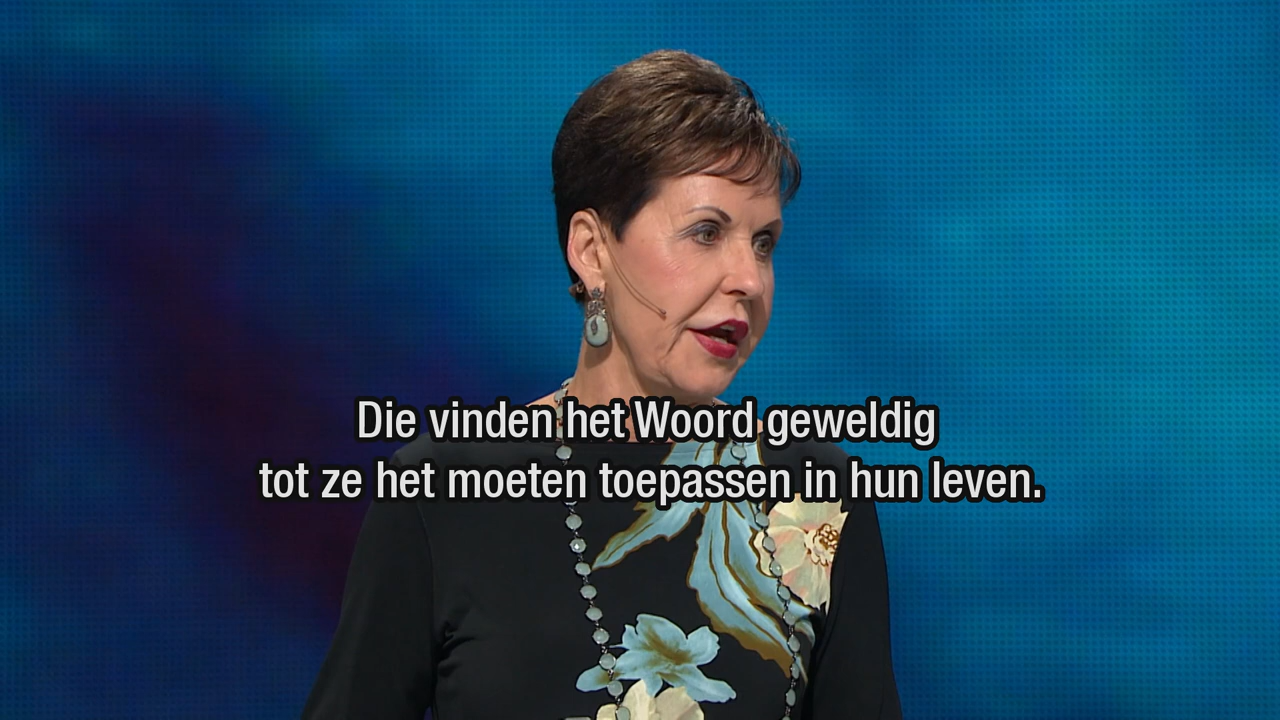 Die vinden het Woord geweldig
tot ze het moeten toepassen in hun leven.